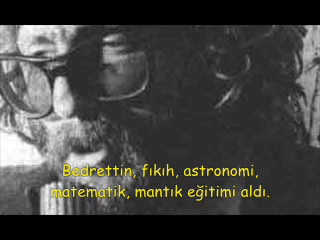 Bedrettin, fıkıh, astronomi,
matematik, mantık eğitimi aldı.